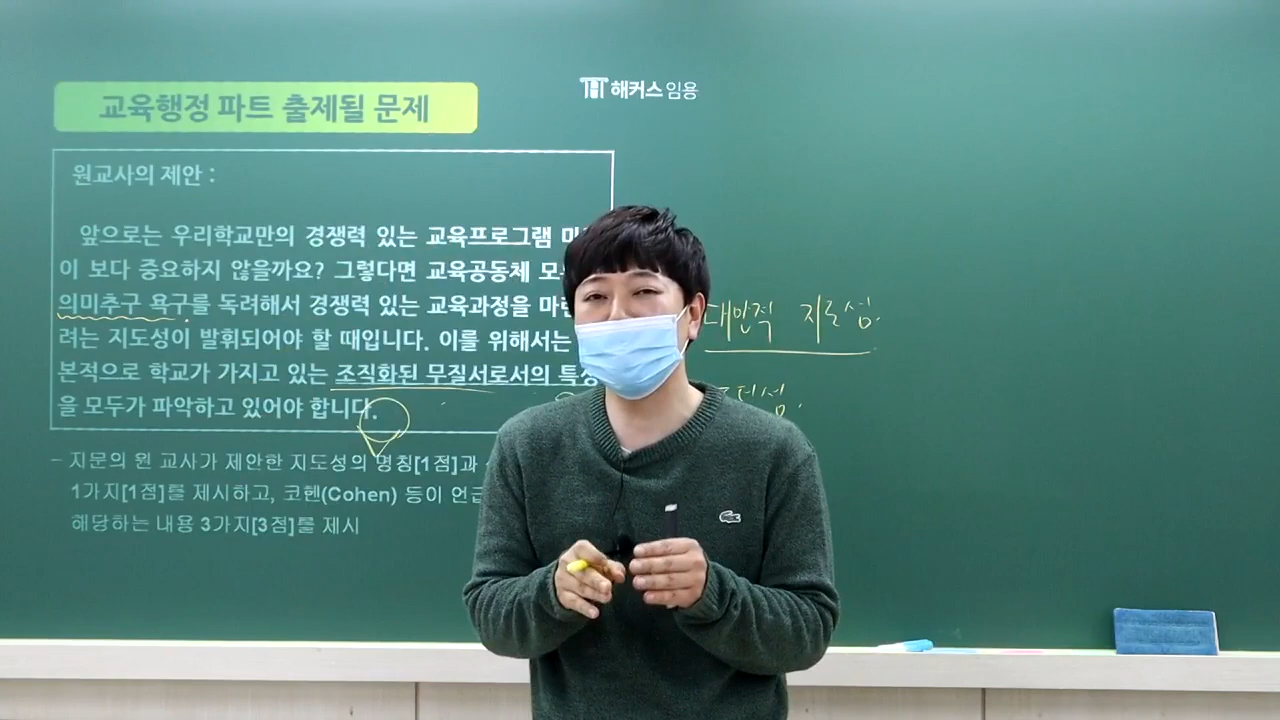 해커스 임용
교육행정 파트 출제될 문제
원교사의 제안 :
앞으로는 우리학교만의 경쟁력 있는 교육프로그램
이 보다 중요하지 않을까요? 그렇다면 교육공동체
의미추구 욕구를 독려해서 경쟁력 있는 교육과정을
려는 지도성이 발휘되어야 할 때입니다. 이를 위해서는
본적으로 학교가 가지고 있는 조직화된 무질서로서의 특성
을 모두가 파악하고 있어야 합니다.
대안적 지도성.
– 지문의 원 교사가 제안한 지도성의 명칭[1점]과
1가지[1점]를 제시하고, 코헨(Cohen) 등이
해당하는 내용 3가지[3점]를 제시